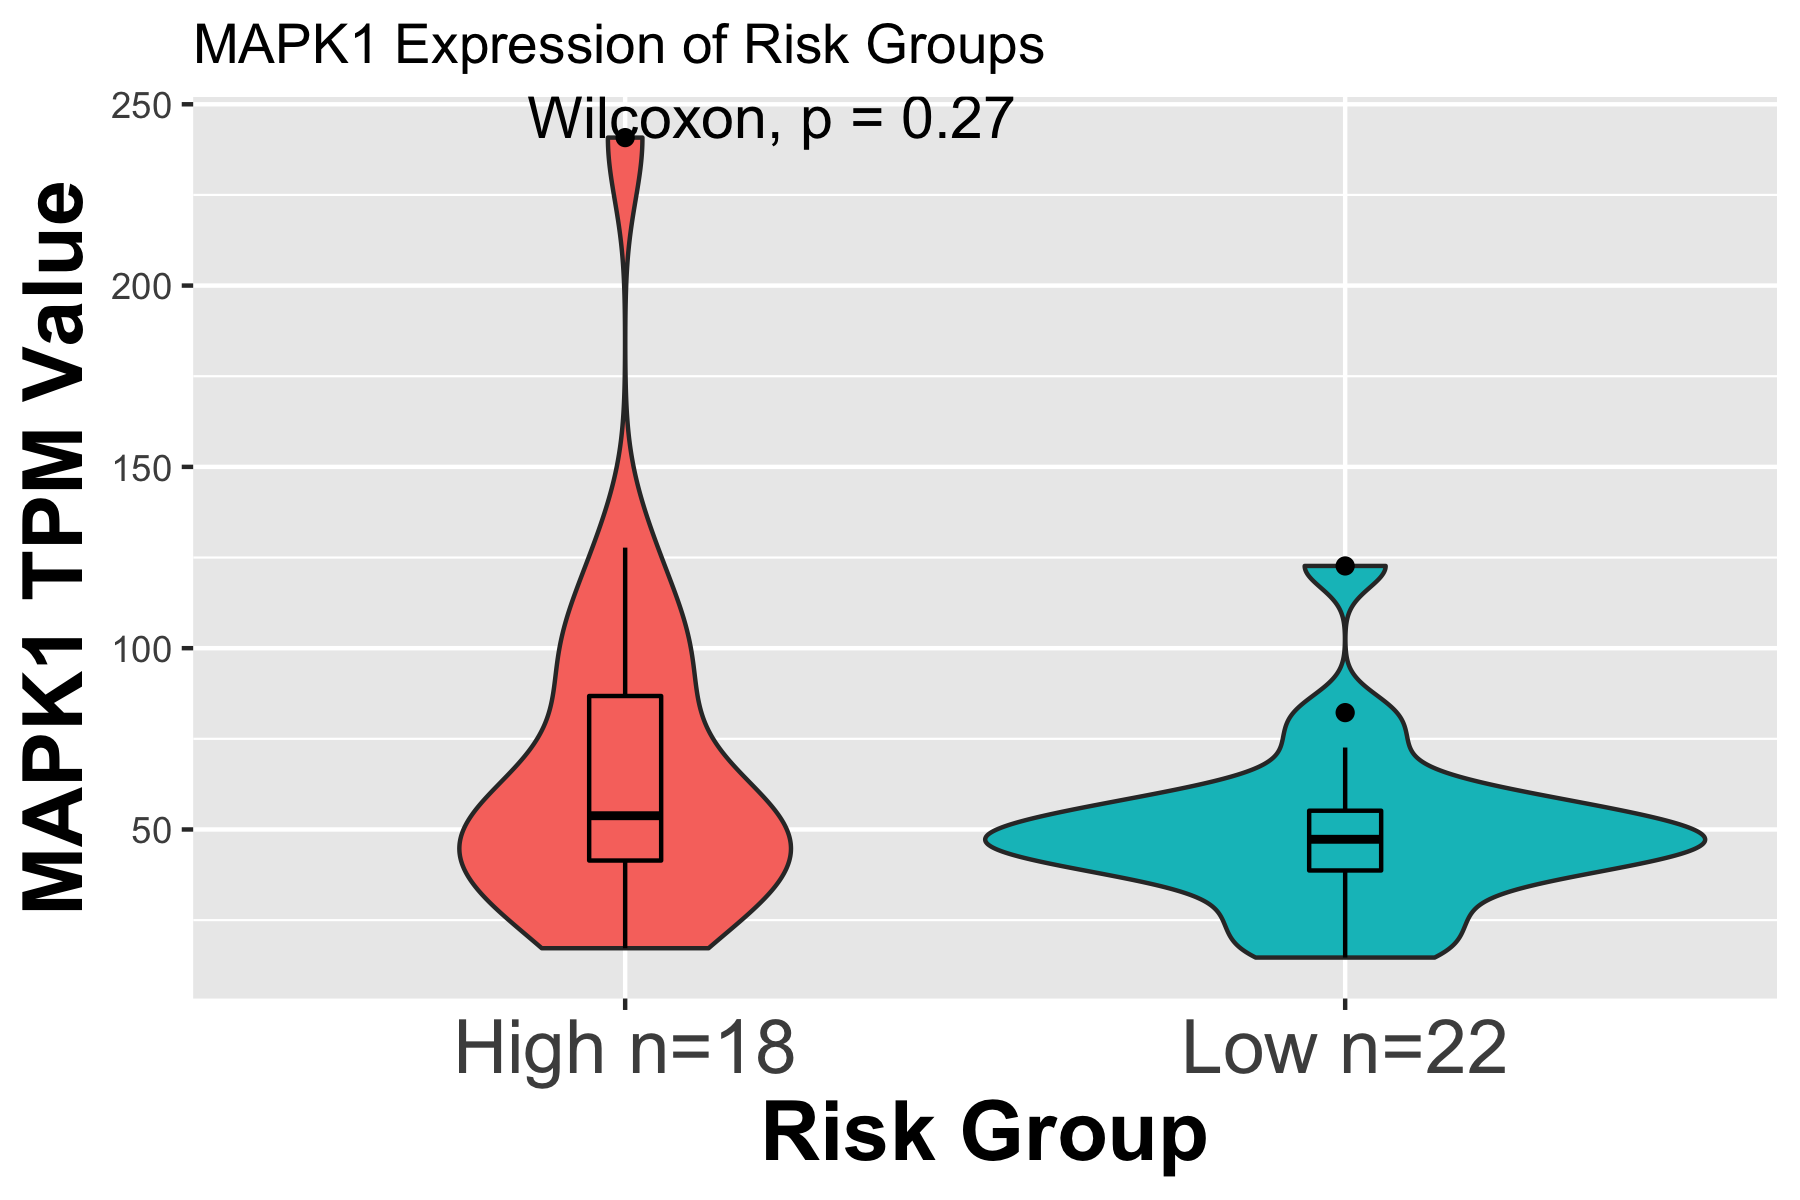 MAPK1 Expression of Risk Groups
Wilcoxon, p = 0.27
MAPK1 TPM Value
250
200
150
100
50
High n=18
Low n=22
Risk Group